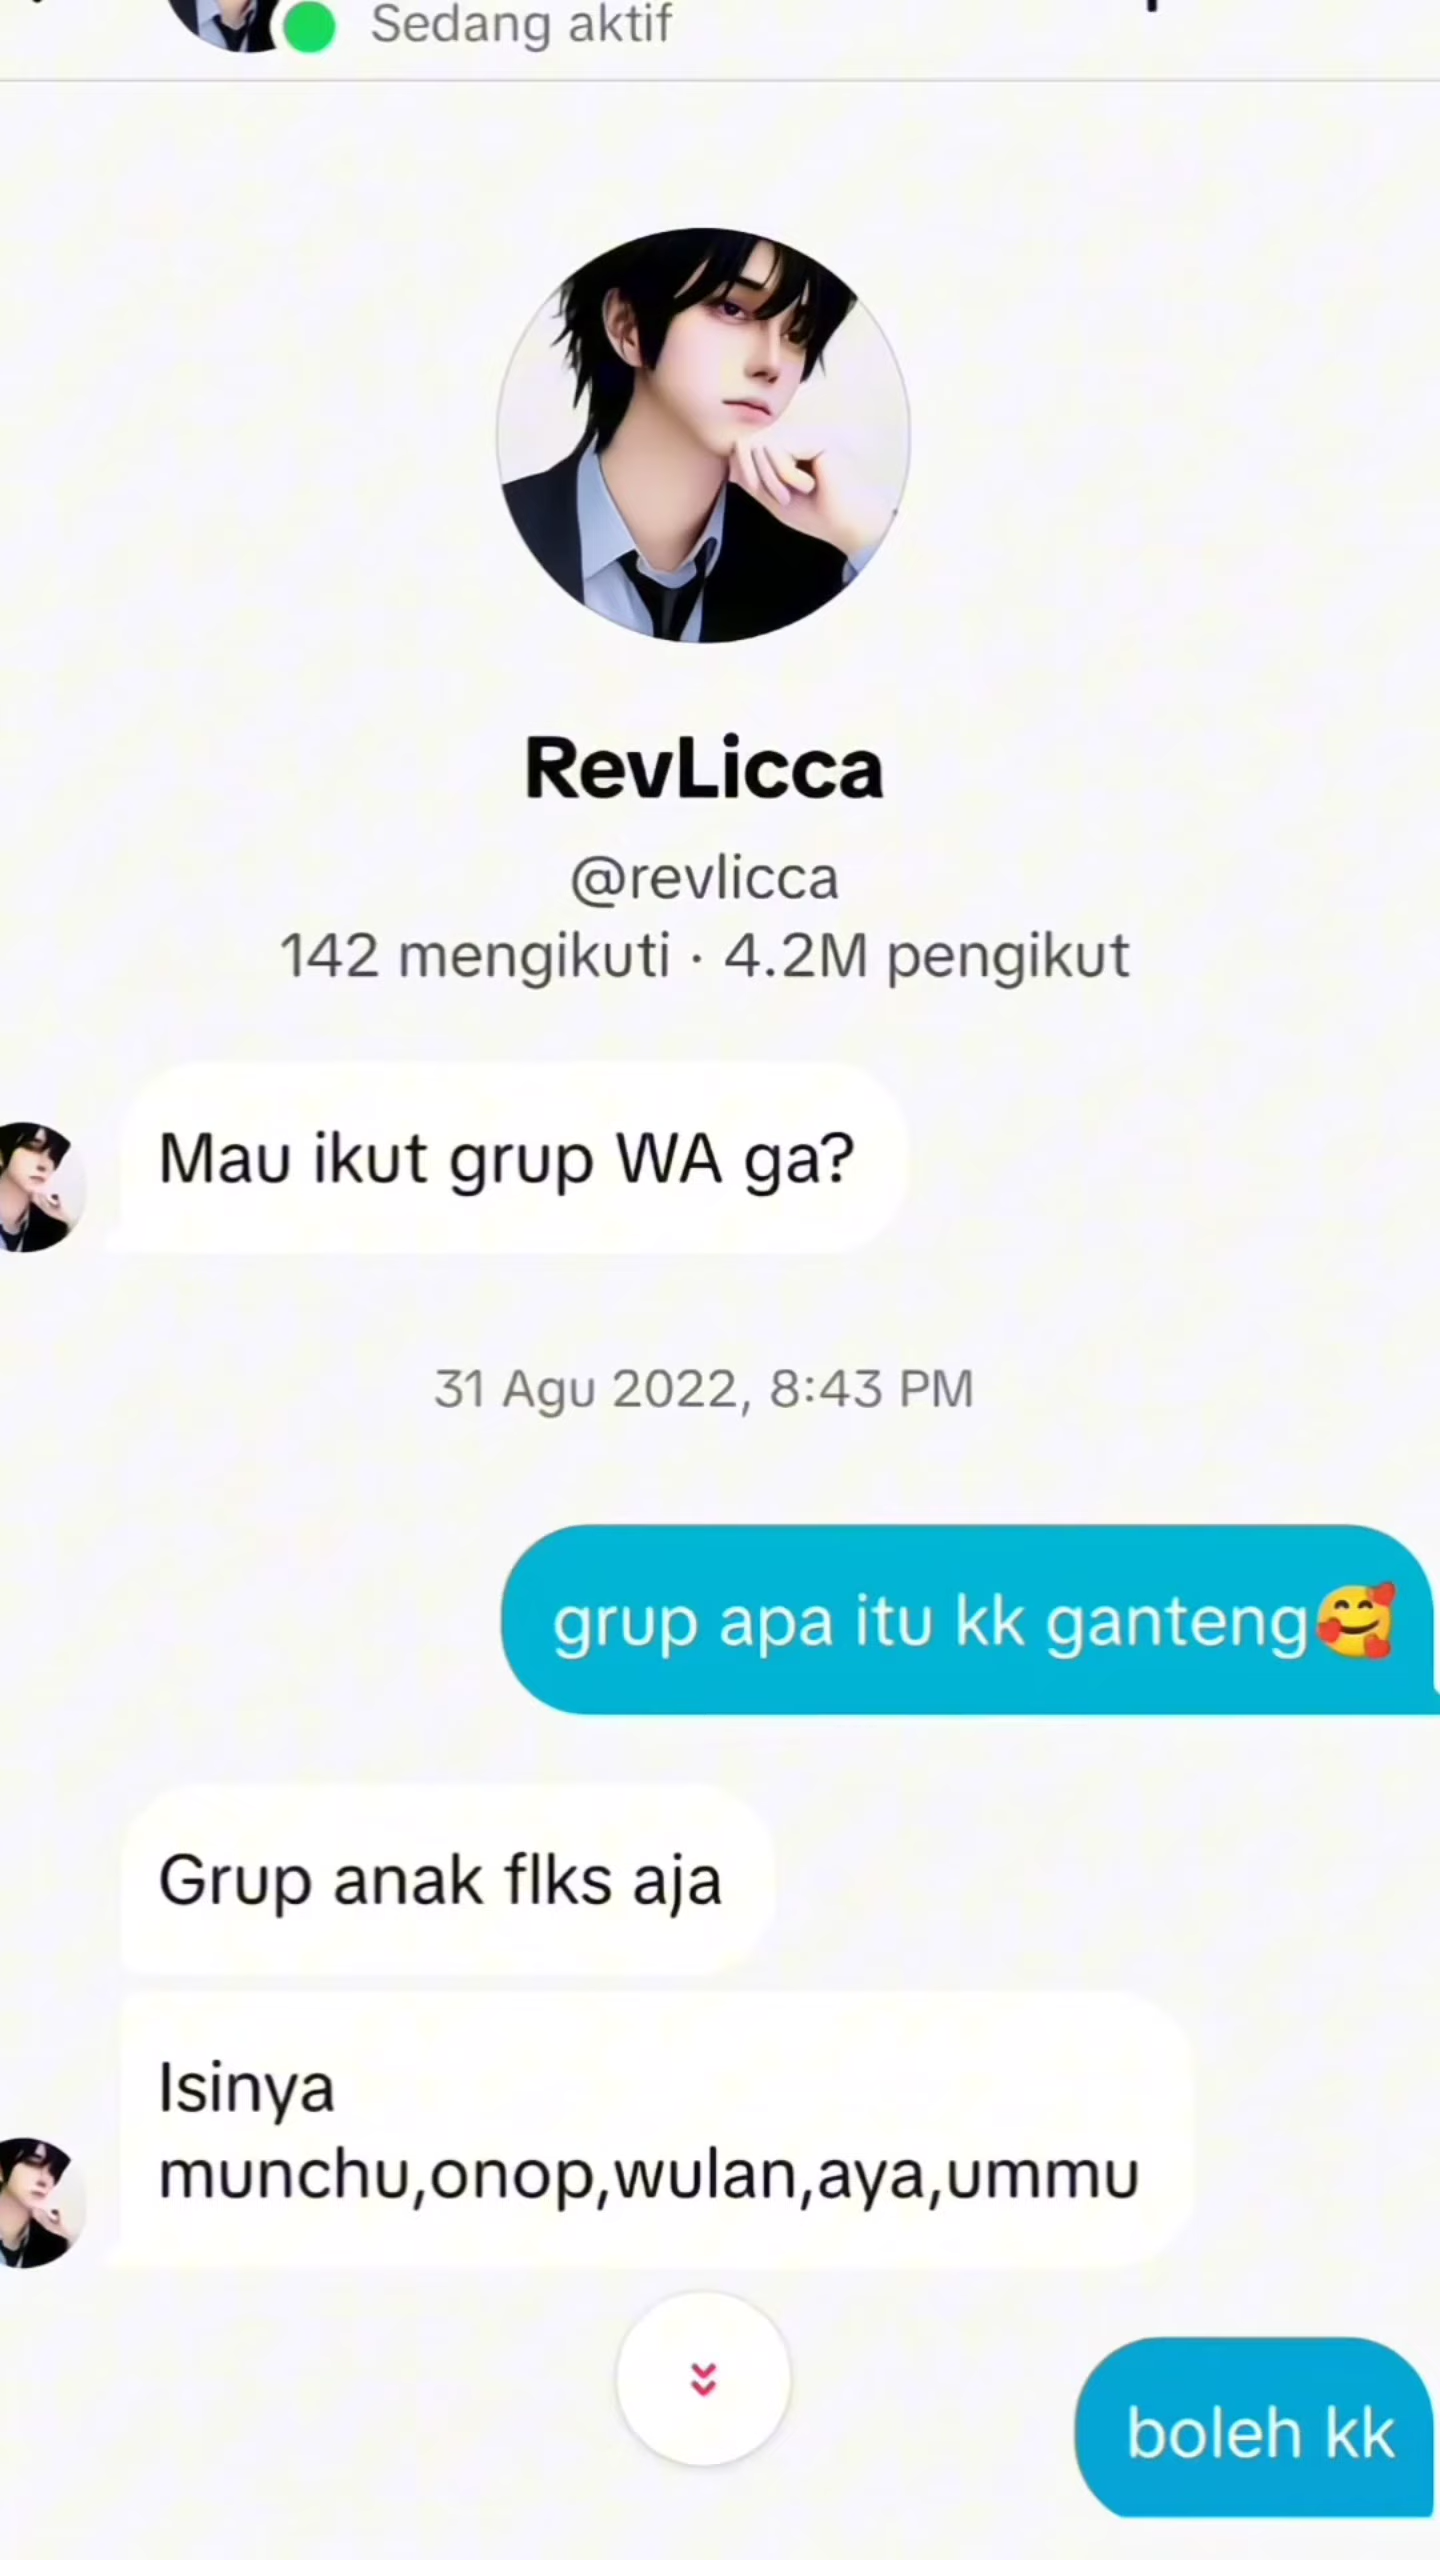 Sedang aktif
RevLicca
@revlicca
142 mengikuti · 4.2M pengikut
Mau ikut grup WA ga?
31 Agu 2022, 8:43 PM
grup apa itu kk ganteng🥰
Grup anak flks aja
Isinya
munchu,onop,wulan,aya,ummu
boleh kk